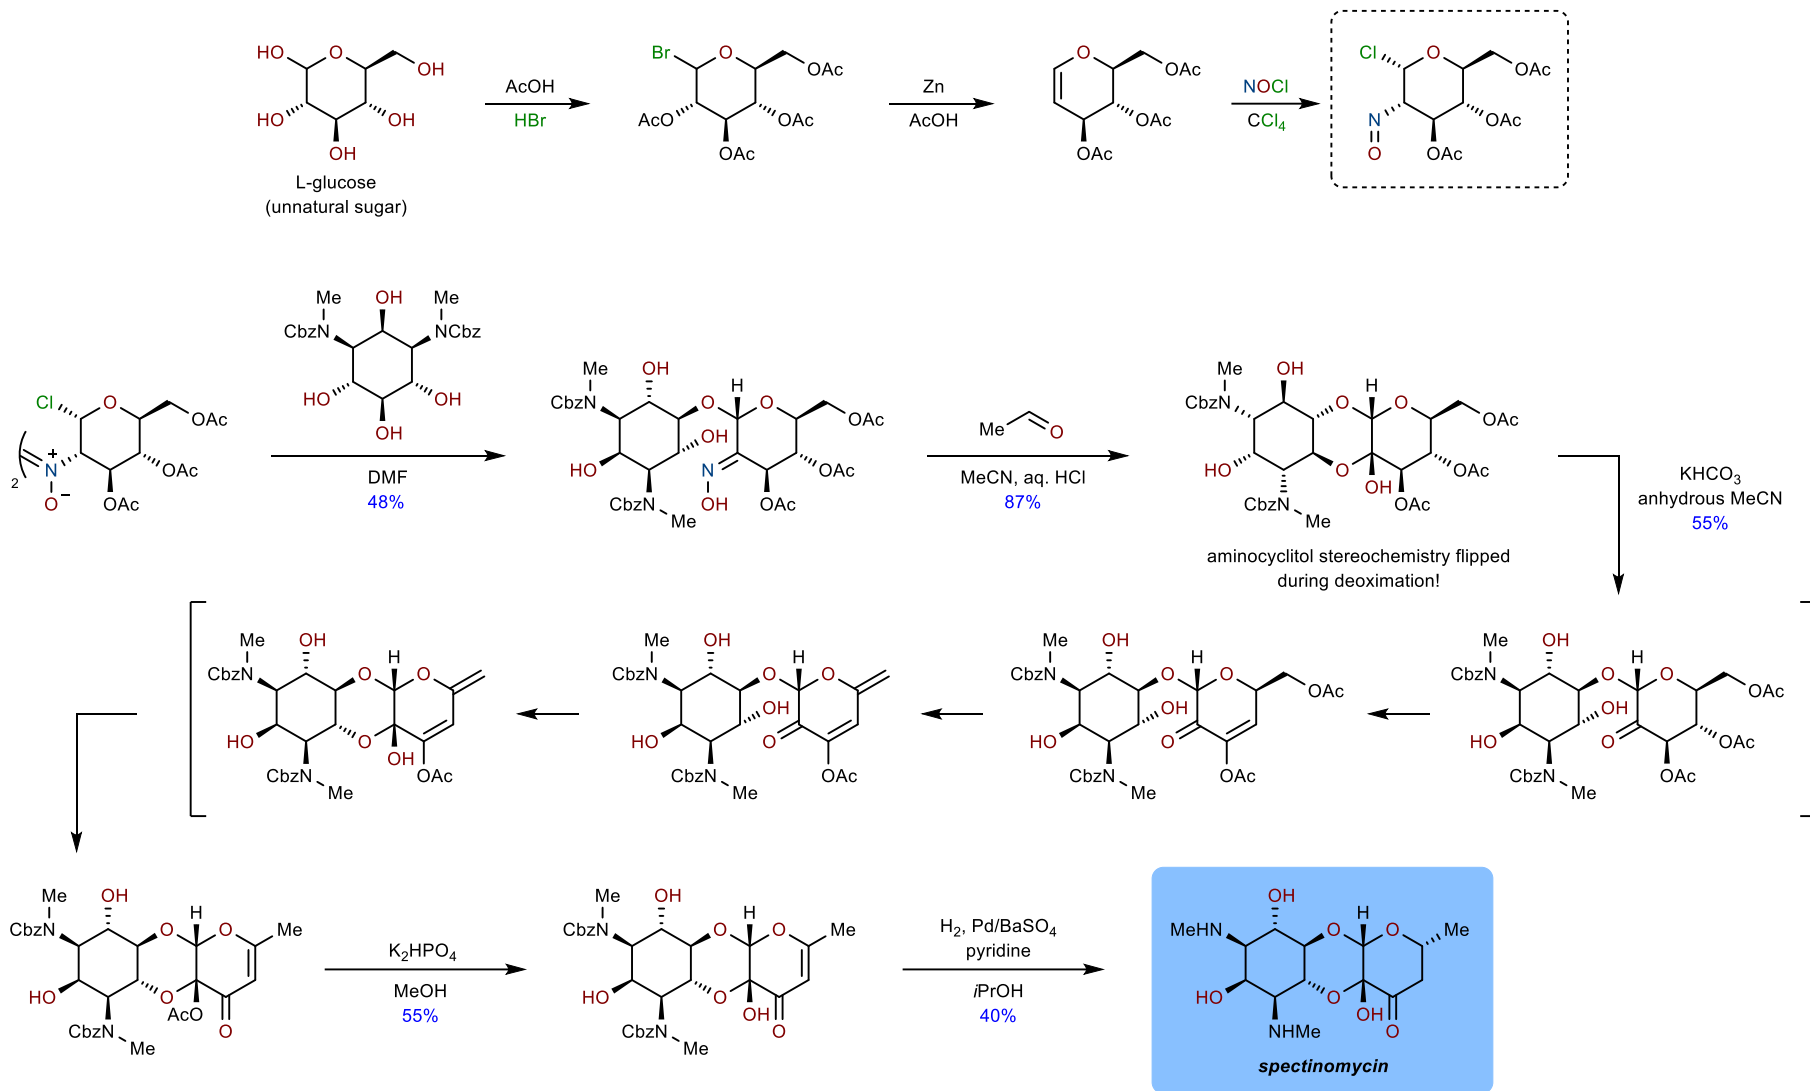 HO
O
OH
HO
OH
OH
L-glucose
(unnatural sugar)
AcOH
HBr
Br
O
OAc
AcO
OAc
OAc
Zn
AcOH
O
OAc
OAc
OAc
NOCl
CCl4
Cl
O
OAc
N
O
OAc
OAc
Cl
O
OAc
2
N
+
O
−
OAc
OAc
Me
OH
Me
CbzN
NCbz
HO
OH
OH
DMF
48%
OH
Me
H
CbzN
O
O
OAc
OH
HO
N
OAc
CbzN
OH
OAc
Me
Me
O
MeCN, aq. HCl
87%
Me
OH
H
CbzN
O
O
OAc
HO
O
OAc
OH
CbzN
OAc
Me
aminocyclitol stereochemistry flipped
during deoximation!
KHCO3
anhydrous MeCN
55%
Me
OH
H
CbzN
O
O
HO
O
OH
CbzN
OAc
Me
Me
OH
H
CbzN
O
O
OH
HO
O
CbzN
OAc
Me
Me
OH
H
CbzN
O
O
OAc
OH
HO
O
CbzN
OAc
Me
Me
OH
H
CbzN
O
O
OAc
OH
HO
O
OAc
CbzN
OAc
Me
Me
OH
H
CbzN
O
O
Me
HO
O
AcO
CbzN
O
Me
K2HPO4
MeOH
55%
Me
OH
H
CbzN
O
O
Me
HO
O
OH
CbzN
O
Me
H2, Pd/BaSO4
pyridine
iPrOH
40%
OH
H
MeHN
O
O
Me
HO
O
OH
NHMe
O
spectinomycin